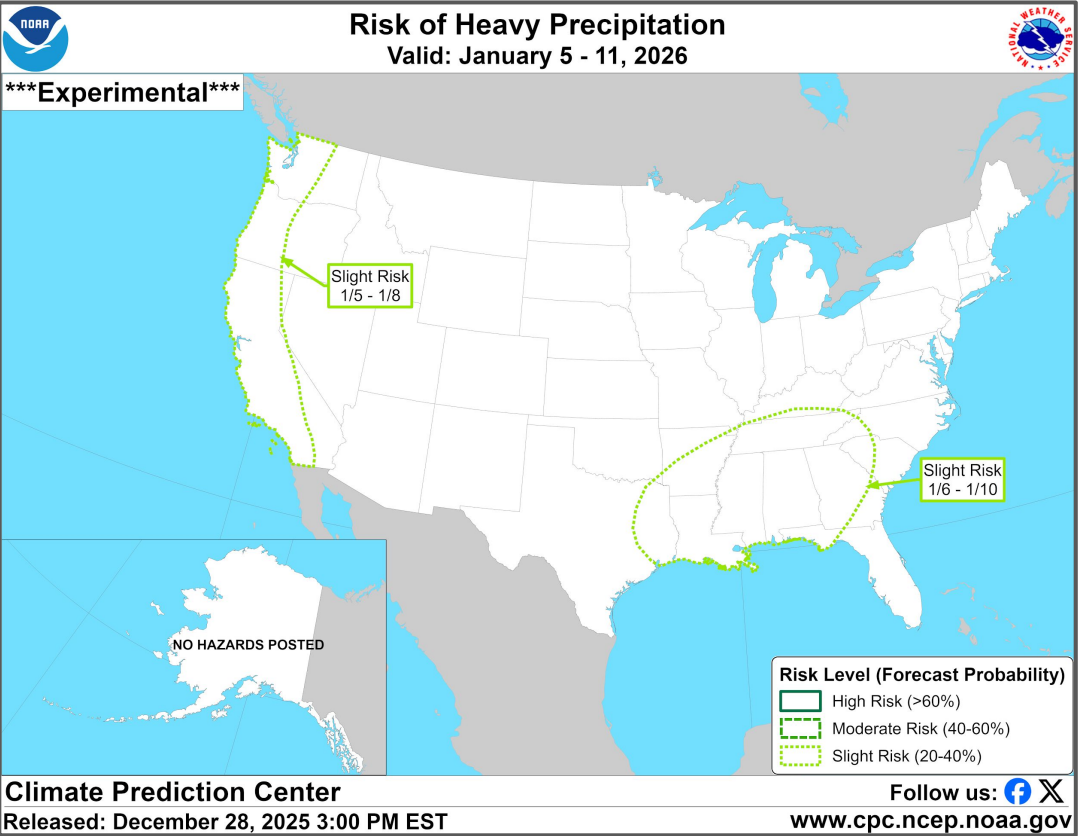 NOAA
Risk of Heavy Precipitation
Valid: January 5 - 11, 2026
NATIONAL WEATHER SERVICE
***Experimental***
Slight Risk
1/5 - 1/8
Slight Risk
1/6 - 1/10
NO HAZARDS POSTED
Risk Level (Forecast Probability)
High Risk (>60%)
Moderate Risk (40-60%)
Slight Risk (20-40%)
Climate Prediction Center
Follow us:
Released: December 28, 2025 3:00 PM EST
www.cpc.ncep.noaa.gov